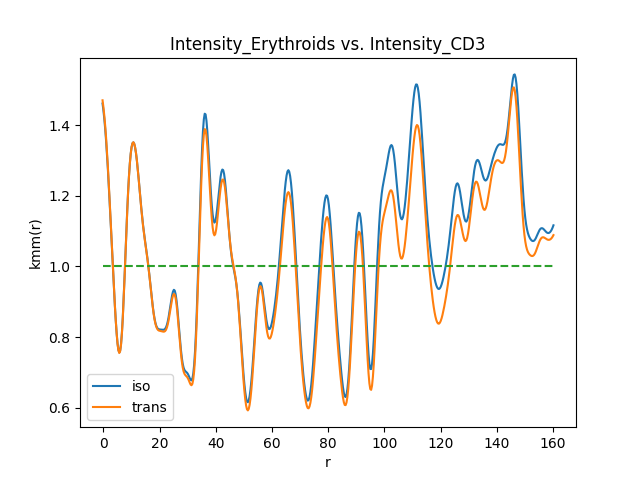 Intensity_Erythroids vs. Intensity_CD3
kmm(r)
1.4
1.2
1.0
0.8
0.6
iso
trans
0 20 40 60 80 100 120 140 160
r